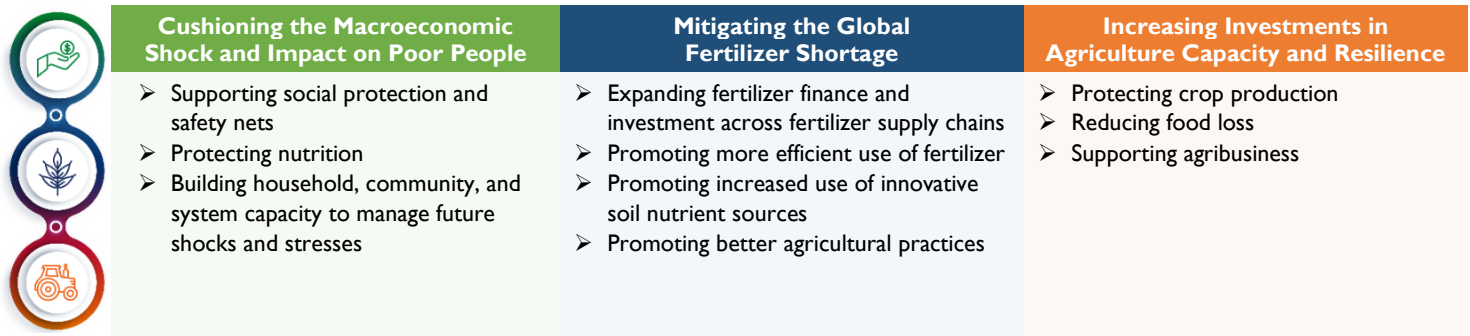 Cushioning the Macroeconomic
Shock and Impact on Poor People
➢ Supporting social protection and
safety nets
➢ Protecting nutrition
➢ Building household, community, and
system capacity to manage future
shocks and stresses
Mitigating the Global
Fertilizer Shortage
➢ Expanding fertilizer finance and
investment across fertilizer supply chains
➢ Promoting more efficient use of fertilizer
➢ Promoting increased use of innovative
soil nutrient sources
➢ Promoting better agricultural practices
Increasing Investments in
Agriculture Capacity and Resilience
➢ Protecting crop production
➢ Reducing food loss
➢ Supporting agribusiness